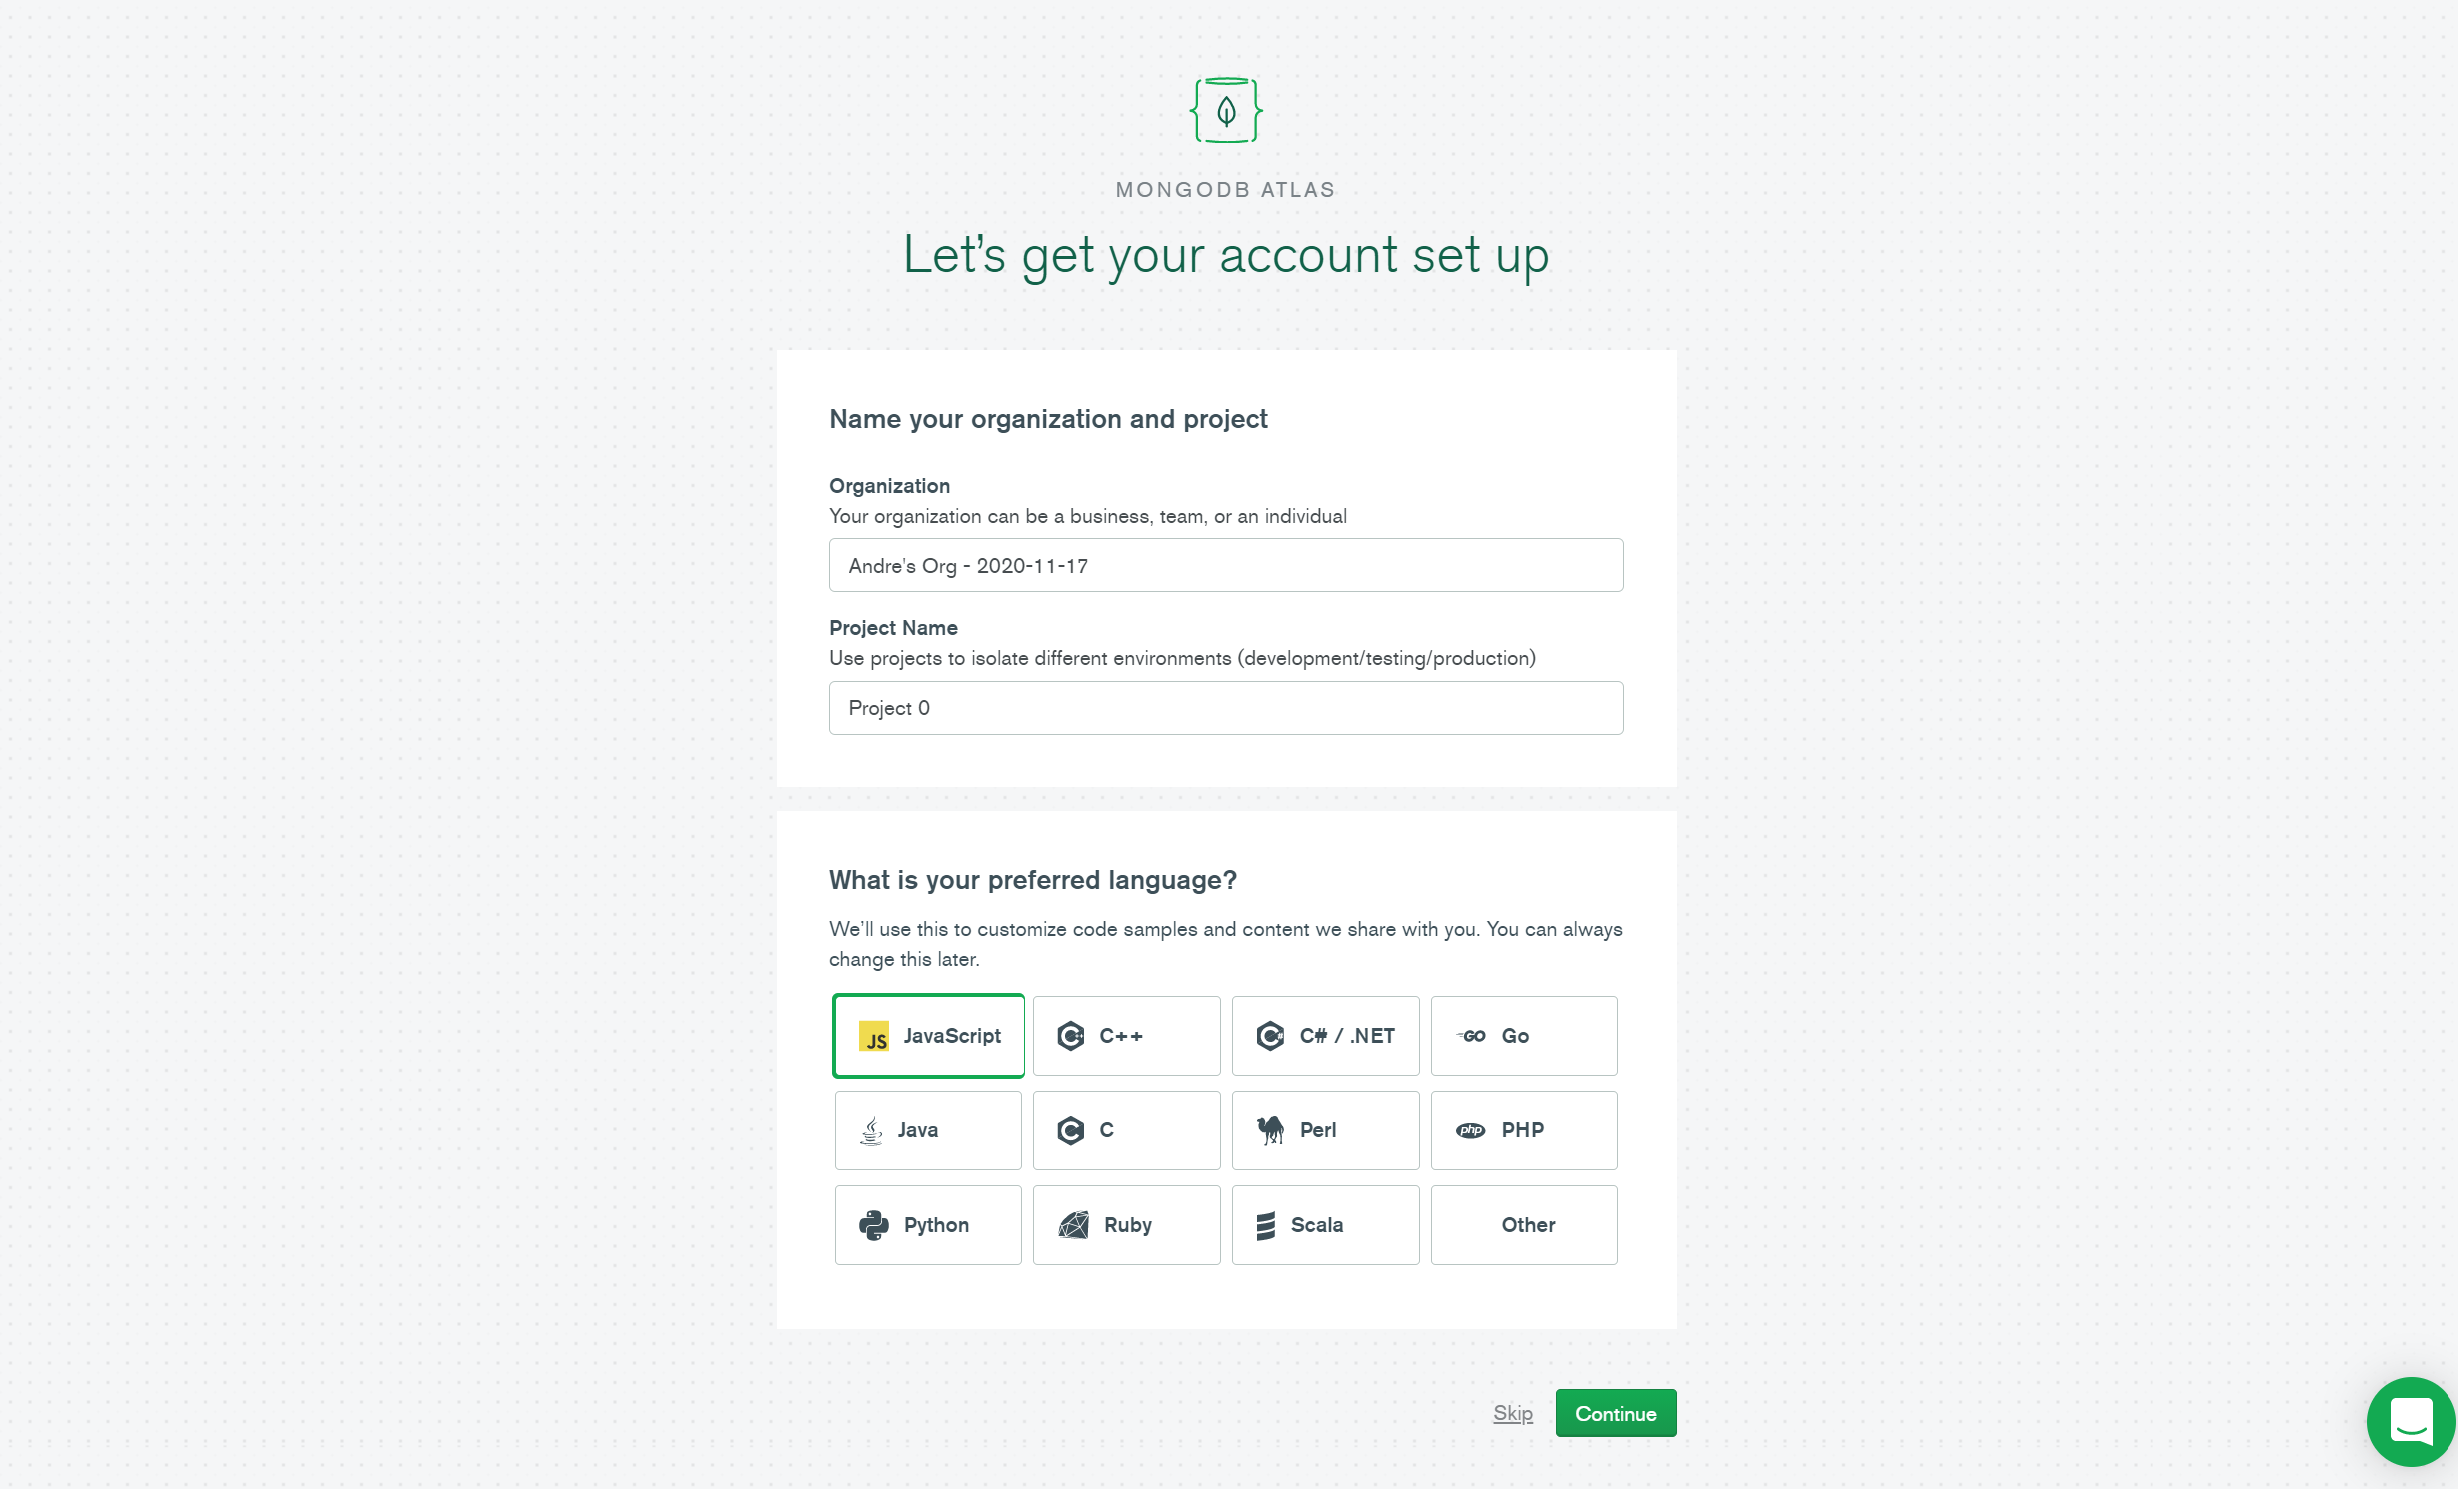 MONGODB ATLAS
Let’s get your account set up
Name your organization and project
Organization
Your organization can be a business, team, or an individual
Andre's Org - 2020-11-17
Project Name
Use projects to isolate different environments (development/testing/production)
Project 0
What is your preferred language?
We’ll use this to customize code samples and content we share with you. You can always
change this later.
JS JavaScript
C++
C# / .NET
GO Go
Java
C
Perl
php PHP
Python
Ruby
Scala
Other
Skip
Continue